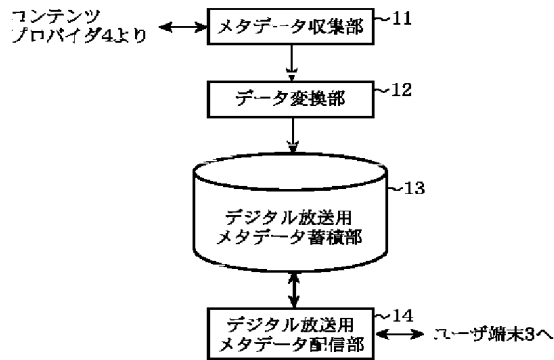 コンテンツ
プロバイダ4より
メタデータ収集部
~11
データ変換部
~12
~13
デジタル放送用
メタデータ蓄積部
~14
デジタル放送用
メタデータ配信部
ユーザ端末3へ